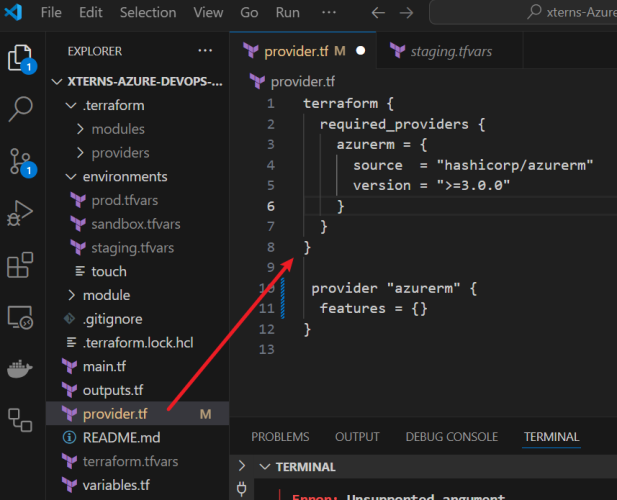 File Edit Selection View Go Run ··· xterns-Azure
EXPLORER ···
XTERNS-AZURE-DEVOPS-...
.terraform
modules
providers
environments
prod.tfvars
sandbox.tfvars
staging.tfvars
touch
module
.gitignore
.terraform.lock.hcl
main.tf
outputs.tf
provider.tf M
README.md
terraform.tfvars
variables.tf
1
1
provider.tf M staging.tfvars
provider.tf
1 terraform {
2 required_providers {
3 azurerm = {
4 source = "hashicorp/azurerm"
5 version = ">=3.0.0"
6 }
7 }
8 }
9
10 provider "azurerm" {
11 features = {}
12 }
13
PROBLEMS OUTPUT DEBUG CONSOLE TERMINAL
TERMINAL
Error: Unsupported argument